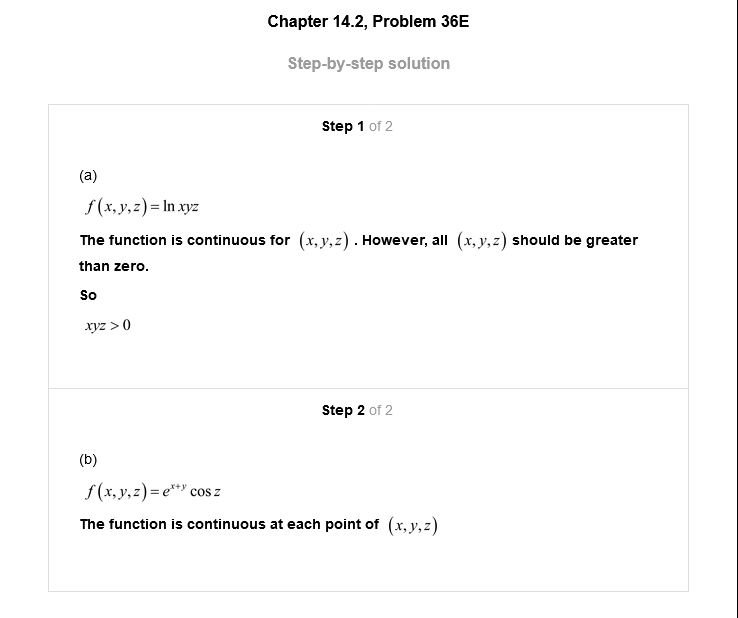 Chapter 14.2, Problem 36E
Step-by-step solution
Step 1 of 2
(a)
f(x,y,z)=ln xyz
The function is continuous for (x,y,z). However, all (x,y,z) should be greater
than zero.
So
xyz > 0
Step 2 of 2
(b)
f(x,y,z)=e^{x+y} cos z
The function is continuous at each point of (x,y,z)